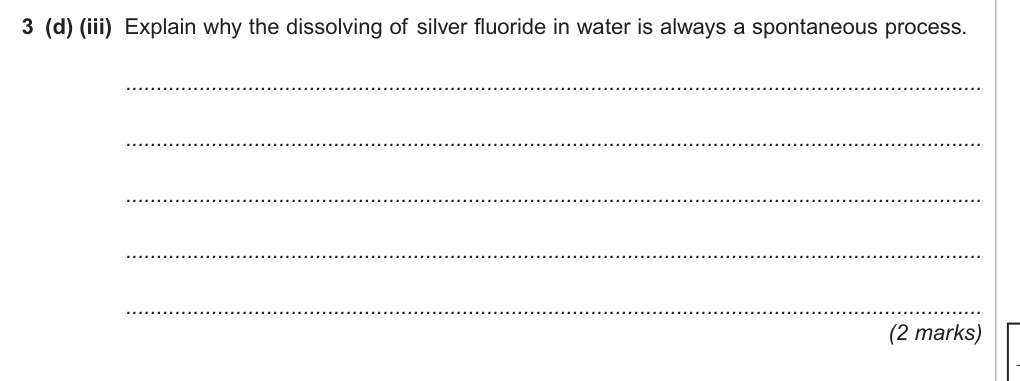 3 (d) (iii) Explain why the dissolving of silver fluoride in water is always a spontaneous process.
(2 marks)